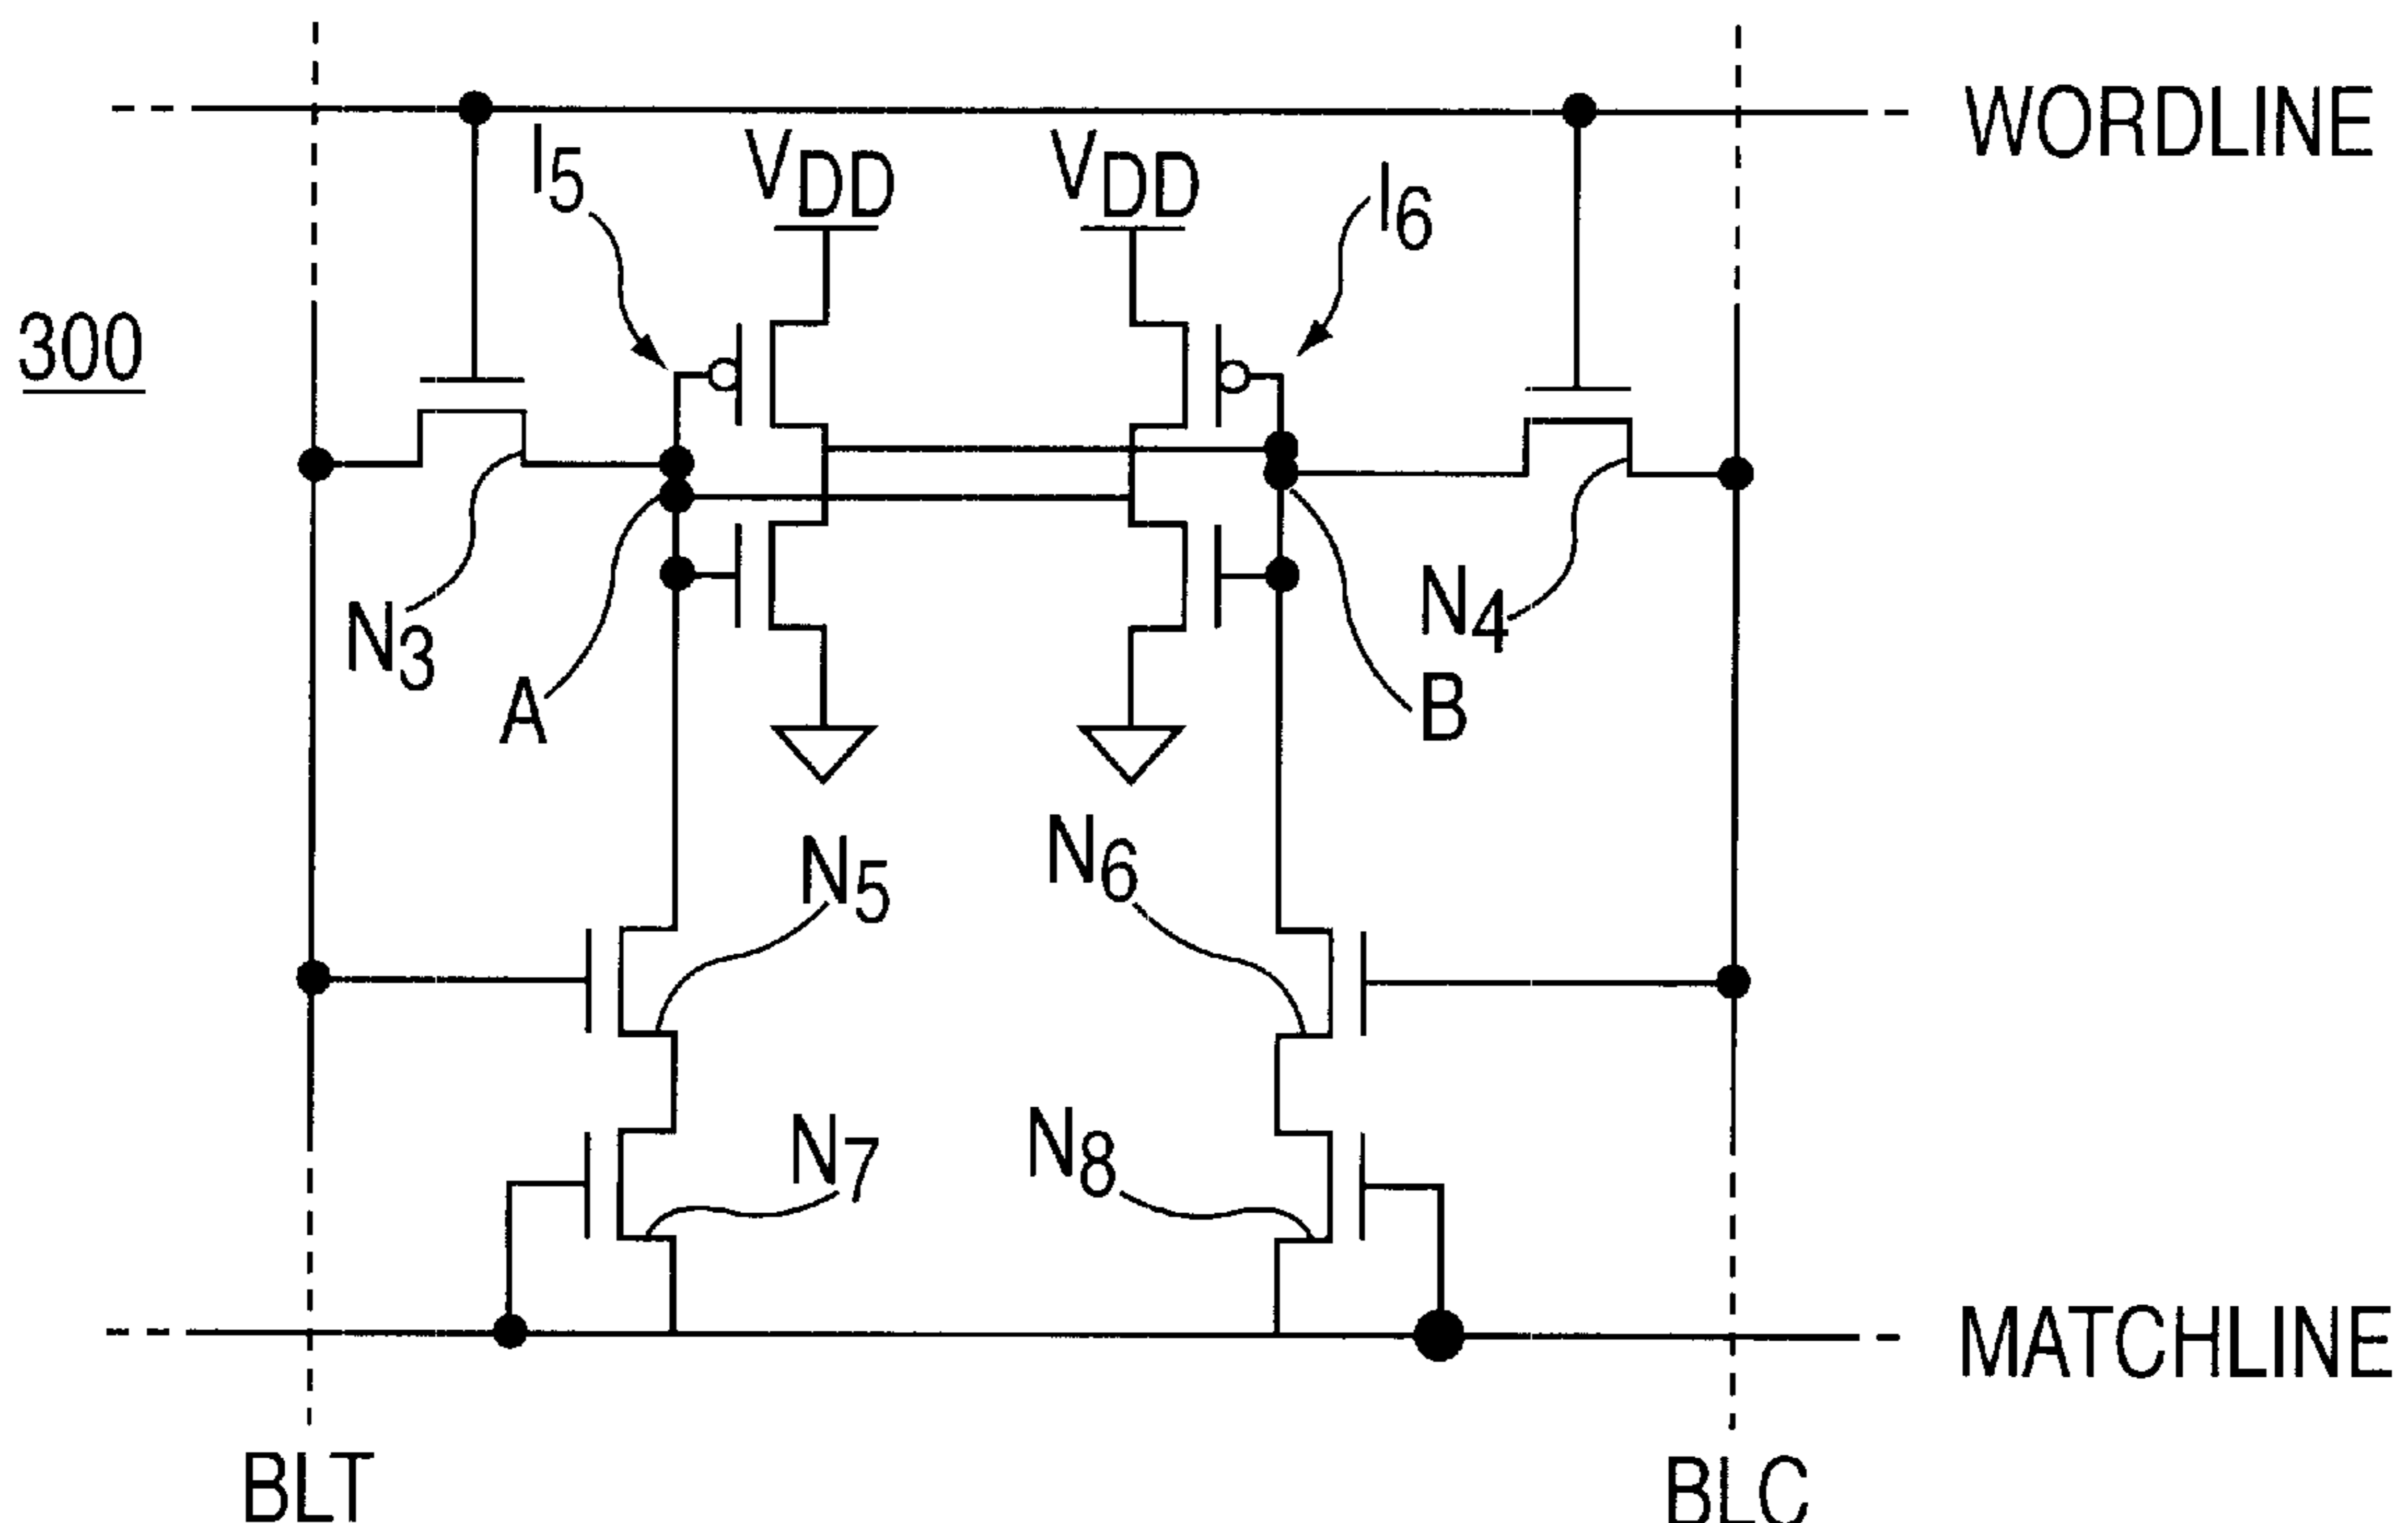 WORDLINE
I5
VDD
VDD
I6
300
N3
N4
A
B
N5
N6
N7
N8
MATCHLINE
BLT
BLC